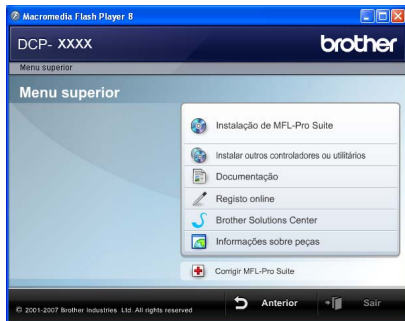 Macromedia Flash Player 8
DCP- XXXX
brother
Menu superior
Menu superior
Instalação de MFL-Pro Suite
Instalar outros controladores ou utilitários
Documentação
Registo online
Brother Solutions Center
Informações sobre peças
Corrigir MFL-Pro Suite
© 2001-2007 Brother Industries Ltd. All rights reserved
Anterior
Sair